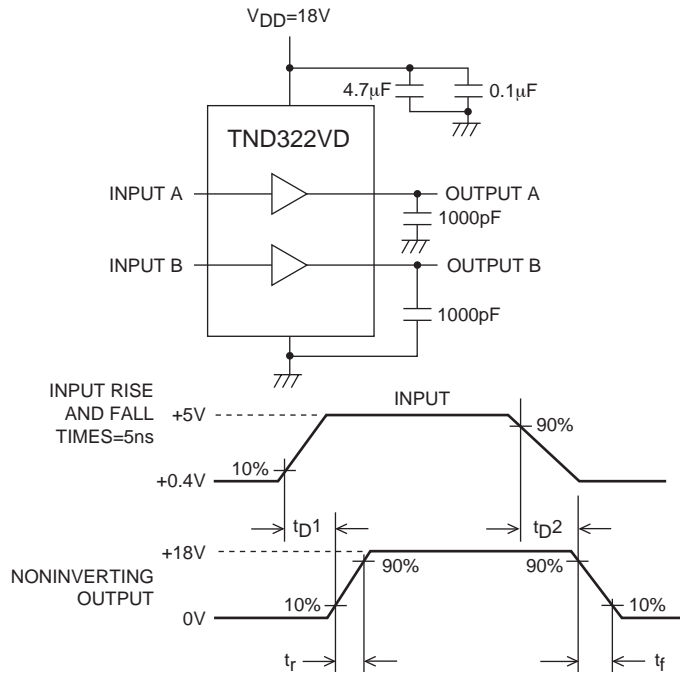 VDD=18V
4.7μF
0.1μF
TND322VD
INPUT A
OUTPUT A
1000pF
INPUT B
OUTPUT B
1000pF
INPUT RISE
AND FALL
TIMES=5ns
+5V
INPUT
90%
10%
+0.4V
tD1
tD2
+18V
NONINVERTING
OUTPUT
90%
90%
10%
10%
0V
tr
tf